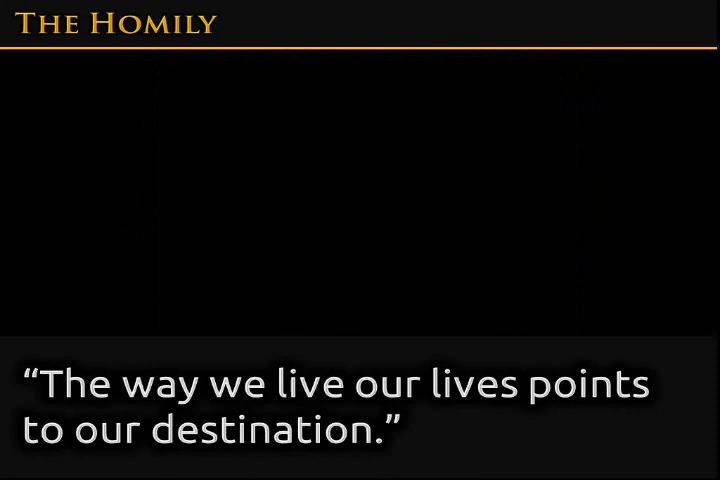 The Homily
“The way we live our lives points
to our destination.”